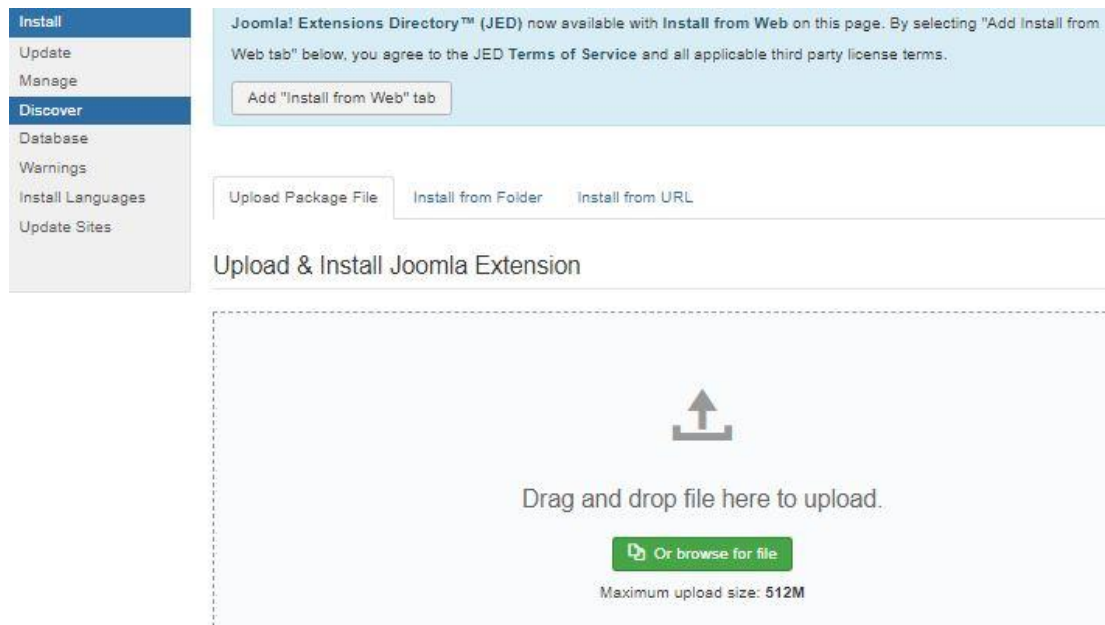 Install
Update
Manage
Discover
Database
Warnings
Install Languages
Update Sites
Joomla! Extensions Directory™ (JED) now available with Install from Web on this page. By selecting "Add Install from
Web tab" below, you agree to the JED Terms of Service and all applicable third party license terms.
Add "Install from Web" tab
Upload Package File Install from Folder Install from URL
Upload & Install Joomla Extension
Drag and drop file here to upload.
Or browse for file
Maximum upload size: 512M